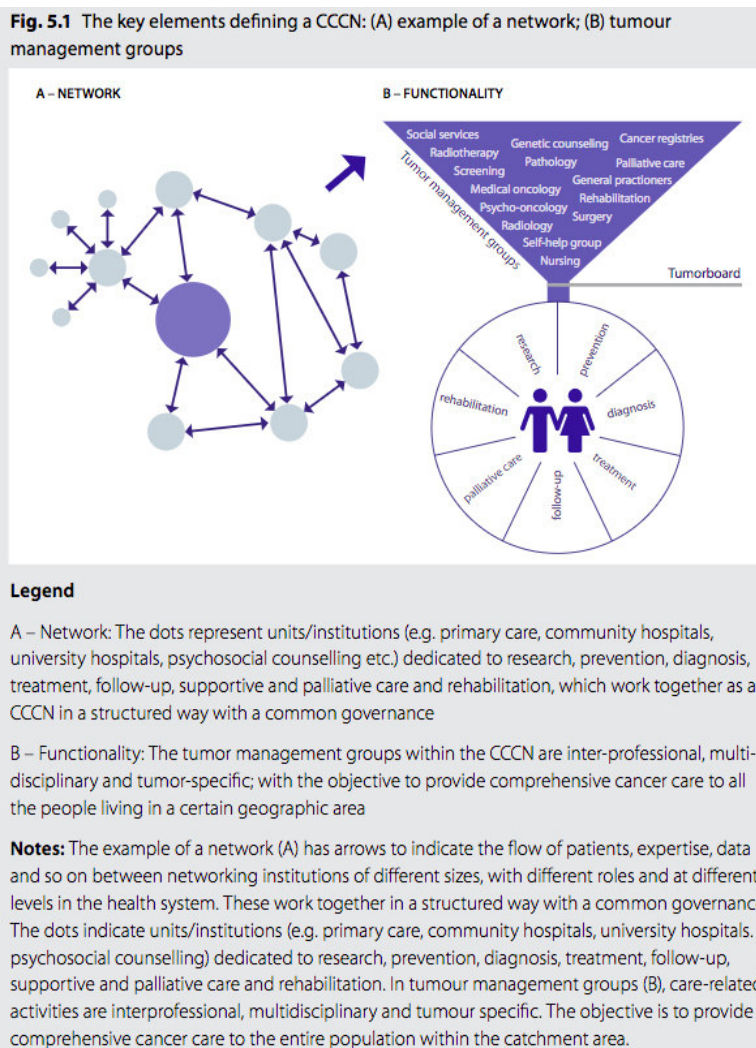 Fig. 5.1 The key elements defining a CCCN: (A) example of a network; (B) tumour
management groups
A – NETWORK
B – FUNCTIONALITY
Social services
Genetic counseling
Cancer registries
Radiotherapy
Pathology
Palliative care
Screening
General practioners
Medical oncology
Rehabilitation
Psycho-oncology
Surgery
Radiology
Self-help group
Nursing
Tumor management groups
Tumorboard
research
prevention
rehabilitation
diagnosis
palliative care
treatment
follow-up
Legend
A – Network: The dots represent units/institutions (e.g. primary care, community hospitals,
university hospitals, psychosocial counselling etc.) dedicated to research, prevention, diagnosis,
treatment, follow-up, supportive and palliative care and rehabilitation, which work together as a
CCCN in a structured way with a common governance
B – Functionality: The tumor management groups within the CCCN are inter-professional, multi-
disciplinary and tumor-specific; with the objective to provide comprehensive cancer care to all
the people living in a certain geographic area
Notes: The example of a network (A) has arrows to indicate the flow of patients, expertise, data
and so on between networking institutions of different sizes, with different roles and at different
levels in the health system. These work together in a structured way with a common governanc
The dots indicate units/institutions (e.g. primary care, community hospitals, university hospitals.
psychosocial counselling) dedicated to research, prevention, diagnosis, treatment, follow-up,
supportive and palliative care and rehabilitation. In tumour management groups (B), care-related
activities are interprofessional, multidisciplinary and tumour specific. The objective is to provide
comprehensive cancer care to the entire population within the catchment area.